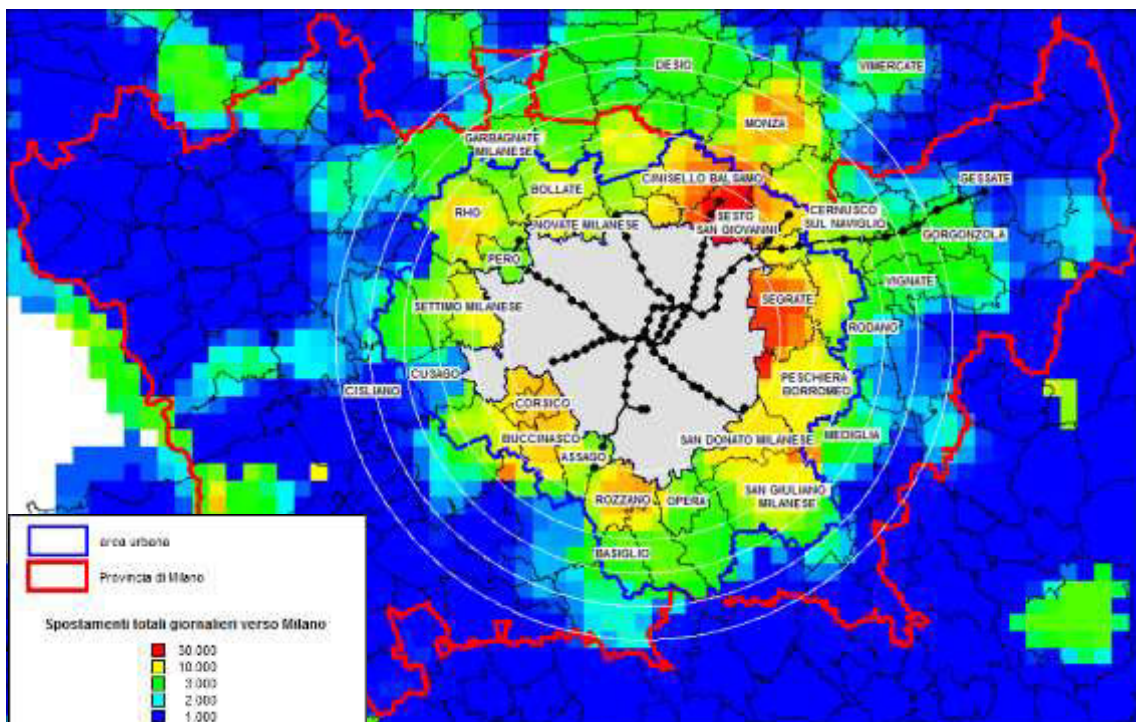 DESIO
VIMERCATE
MONZA
GARBAGNATE
MILANESE
CINISELLO BALSAMO
GESSATE
BOLLATE
RHO
SESTO
SAN GIOVANNI
CERNUSCO
SUL NAVIGLIO
NOVATE MILANESE
GORGONZOLA
PERO
VIGNATE
SETTIMO MILANESE
SEGRATE
RODANO
CUSAGO
CISLIANO
PESCHIERA
BORROMEO
CORSICO
BUCCINASCO
SAN DONATO MILANESE
MEDIGLIA
ASSAGO
ROZZANO
OPERA
SAN GIULIANO
MILANESE
BASIGLIO
area urbana
Provincia di Milano
Spostamenti totali giornalieri verso Milano
30.000
10.000
3.000
2.000
1.000